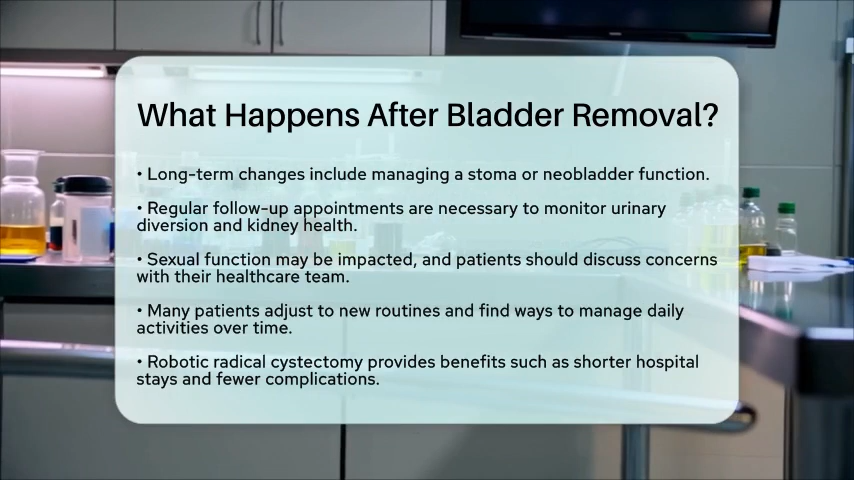 What Happens After Bladder Removal?
• Long-term changes include managing a stoma or neobladder function.
• Regular follow-up appointments are necessary to monitor urinary
diversion and kidney health.
• Sexual function may be impacted, and patients should discuss concerns
with their healthcare team.
• Many patients adjust to new routines and find ways to manage daily
activities over time.
• Robotic radical cystectomy provides benefits such as shorter hospital
stays and fewer complications.